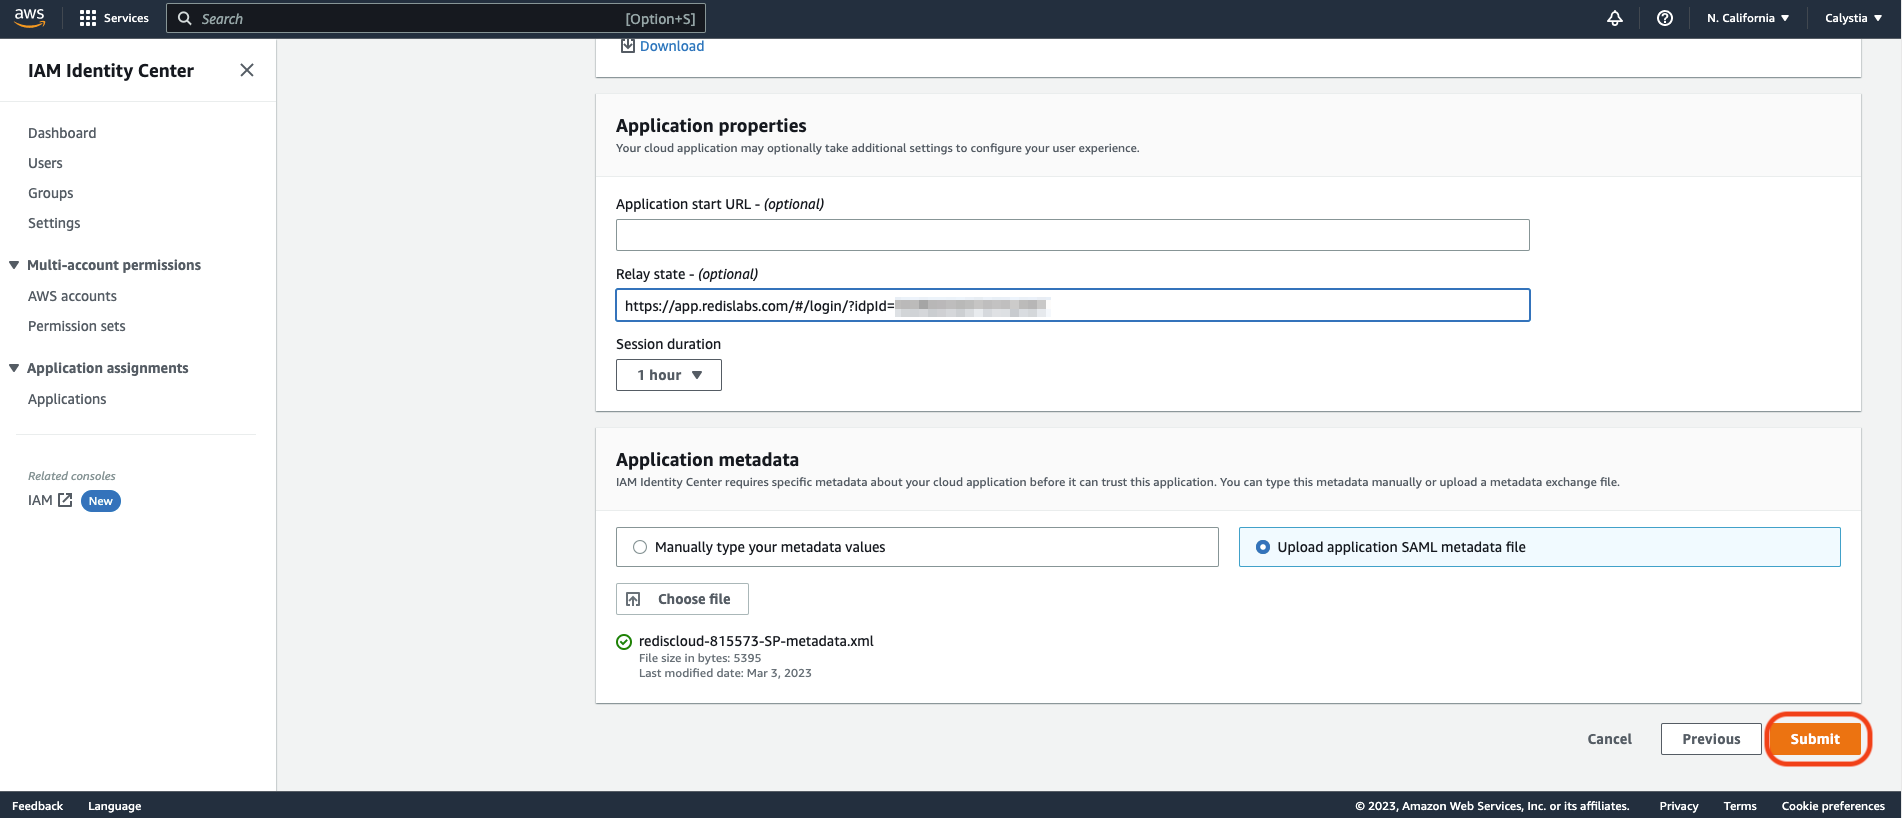 aws
Services
Search
[Option+S]
N. California
Calystia
IAM Identity Center
Dashboard
Users
Groups
Settings
Multi-account permissions
AWS accounts
Permission sets
Application assignments
Applications
Related consoles
IAM
New
Download
Application properties
Your cloud application may optionally take additional settings to configure your user experience.
Application start URL - (optional)
Relay state - (optional)
https://app.redislabs.com/#/login/?idpId=
Session duration
1 hour
Application metadata
IAM Identity Center requires specific metadata about your cloud application before it can trust this application. You can type this metadata manually or upload a metadata exchange file.
Manually type your metadata values
Upload application SAML metadata file
Choose file
rediscloud-815573-SP-metadata.xml
File size in bytes: 5395
Last modified date: Mar 3, 2023
Cancel
Previous
Submit
Feedback
Language
© 2023, Amazon Web Services, Inc. or its affiliates.
Privacy
Terms
Cookie preferences